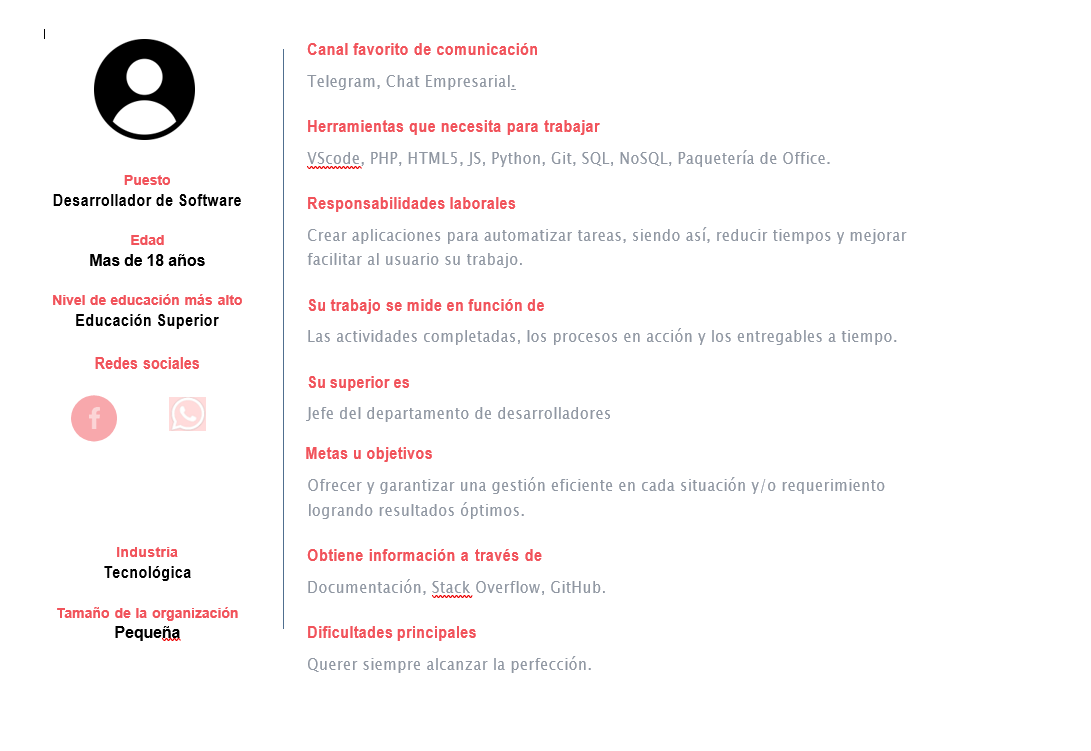 Puesto
Desarrollador de Software
Edad
Mas de 18 años
Nivel de educación más alto
Educación Superior
Redes sociales
Industria
Tecnológica
Tamaño de la organización
Pequeña
Canal favorito de comunicación
Telegram, Chat Empresarial.
Herramientas que necesita para trabajar
VScode, PHP, HTML5, JS, Python, Git, SQL, NoSQL, Paquetería de Office.
Responsabilidades laborales
Crear aplicaciones para automatizar tareas, siendo así, reducir tiempos y mejorar
facilitar al usuario su trabajo.
Su trabajo se mide en función de
Las actividades completadas, los procesos en acción y los entregables a tiempo.
Su superior es
Jefe del departamento de desarrolladores
Metas u objetivos
Ofrecer y garantizar una gestión eficiente en cada situación y/o requerimiento
logrando resultados óptimos.
Obtiene información a través de
Documentación, Stack Overflow, GitHub.
Dificultades principales
Querer siempre alcanzar la perfección.